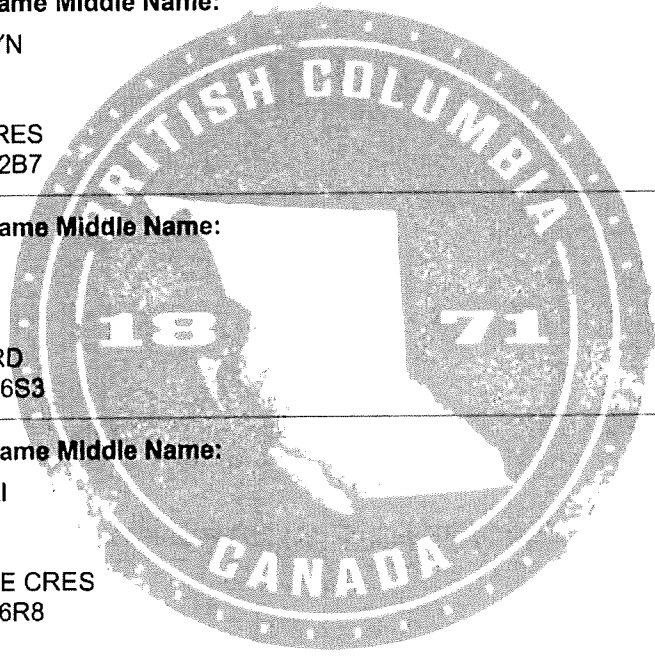 ame Middle Name:
YN
RES
2B7
ame Middle Name:
RD
6S3
ame Middle Name:
I
E CRES
6R8
BRITISH COLUMBIA
18 71
CANADA